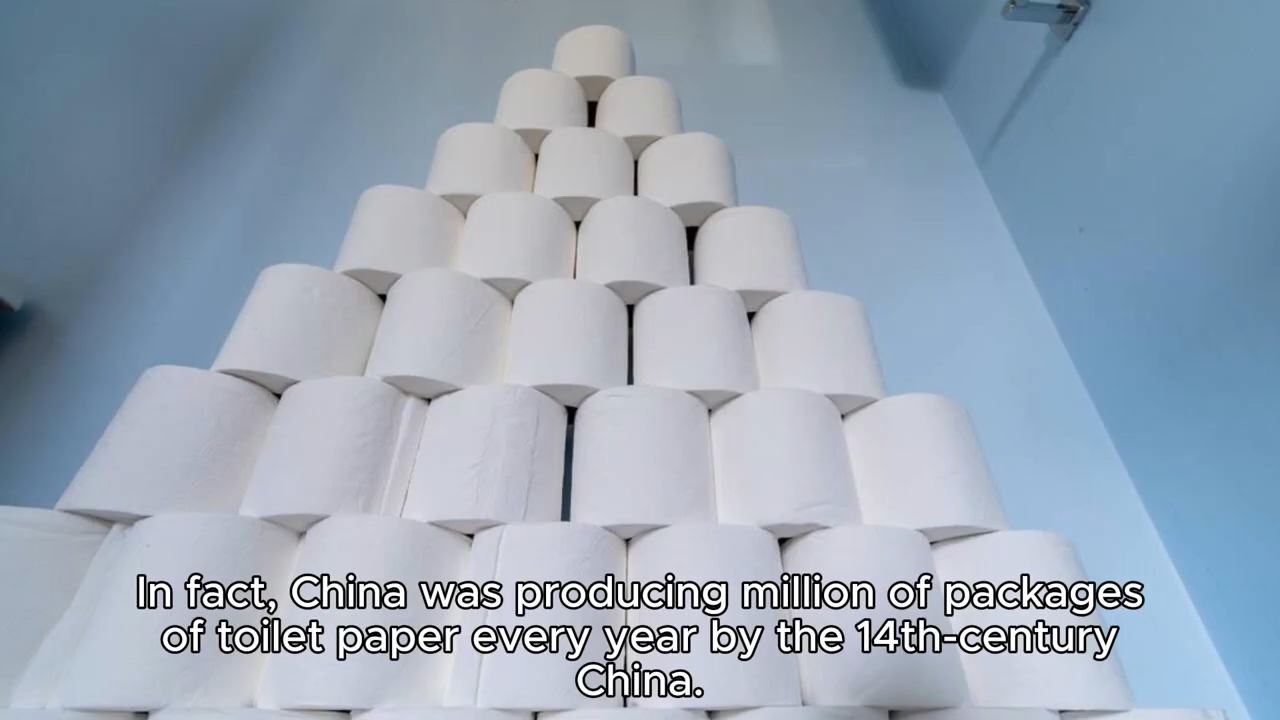 In fact, China was producing million of packages
of toilet paper every year by the 14th-century
China.